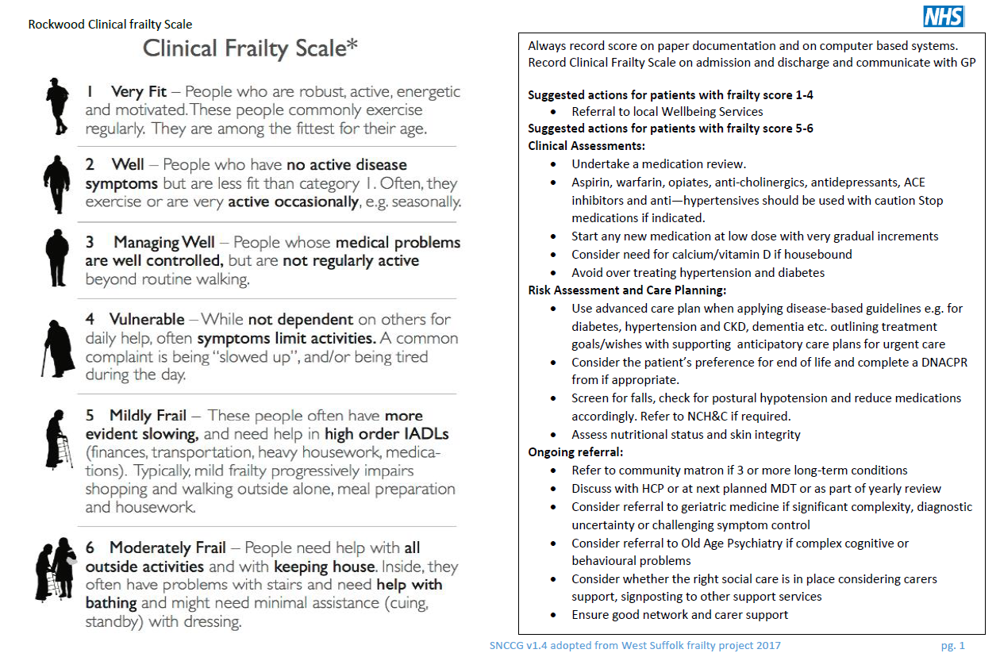 NHS
Rockwood Clinical frailty Scale
Clinical Frailty Scale*
1 Very Fit – People who are robust, active, energetic
and motivated. These people commonly exercise
regularly. They are among the fittest for their age.
2 Well – People who have no active disease
symptoms but are less fit than category 1. Often, they
exercise or are very active occasionally, e.g. seasonally.
3 Managing Well – People whose medical problems
are well controlled, but are not regularly active
beyond routine walking.
4 Vulnerable – While not dependent on others for
daily help, often symptoms limit activities. A common
complaint is being “slowed up”, and/or being tired
during the day.
5 Mildly Frail – These people often have more
evident slowing, and need help in high order IADLs
(finances, transportation, heavy housework, medica-
tions). Typically, mild frailty progressively impairs
shopping and walking outside alone, meal preparation
and housework.
6 Moderately Frail – People need help with all
outside activities and with keeping house. Inside, they
often have problems with stairs and need help with
bathing and might need minimal assistance (cuing,
standby) with dressing.
Always record score on paper documentation and on computer based systems.
Record Clinical Frailty Scale on admission and discharge and communicate with GP
Suggested actions for patients with frailty score 1-4
• Referral to local Wellbeing Services
Suggested actions for patients with frailty score 5-6
Clinical Assessments:
• Undertake a medication review.
• Aspirin, warfarin, opiates, anti-cholinergics, antidepressants, ACE
inhibitors and anti—hypertensives should be used with caution Stop
medications if indicated.
• Start any new medication at low dose with very gradual increments
• Consider need for calcium/vitamin D if housebound
• Avoid over treating hypertension and diabetes
Risk Assessment and Care Planning:
• Use advanced care plan when applying disease-based guidelines e.g. for
diabetes, hypertension and CKD, dementia etc. outlining treatment
goals/wishes with supporting anticipatory care plans for urgent care
• Consider the patient’s preference for end of life and complete a DNACPR
from if appropriate.
• Screen for falls, check for postural hypotension and reduce medications
accordingly. Refer to NCH&C if required.
• Assess nutritional status and skin integrity
Ongoing referral:
• Refer to community matron if 3 or more long-term conditions
• Discuss with HCP or at next planned MDT or as part of yearly review
• Consider referral to geriatric medicine if significant complexity, diagnostic
uncertainty or challenging symptom control
• Consider referral to Old Age Psychiatry if complex cognitive or
behavioural problems
• Consider whether the right social care is in place considering carers
support, signposting to other support services
• Ensure good network and carer support
SNCCG v1.4 adopted from West Suffolk frailty project 2017
pg. 1